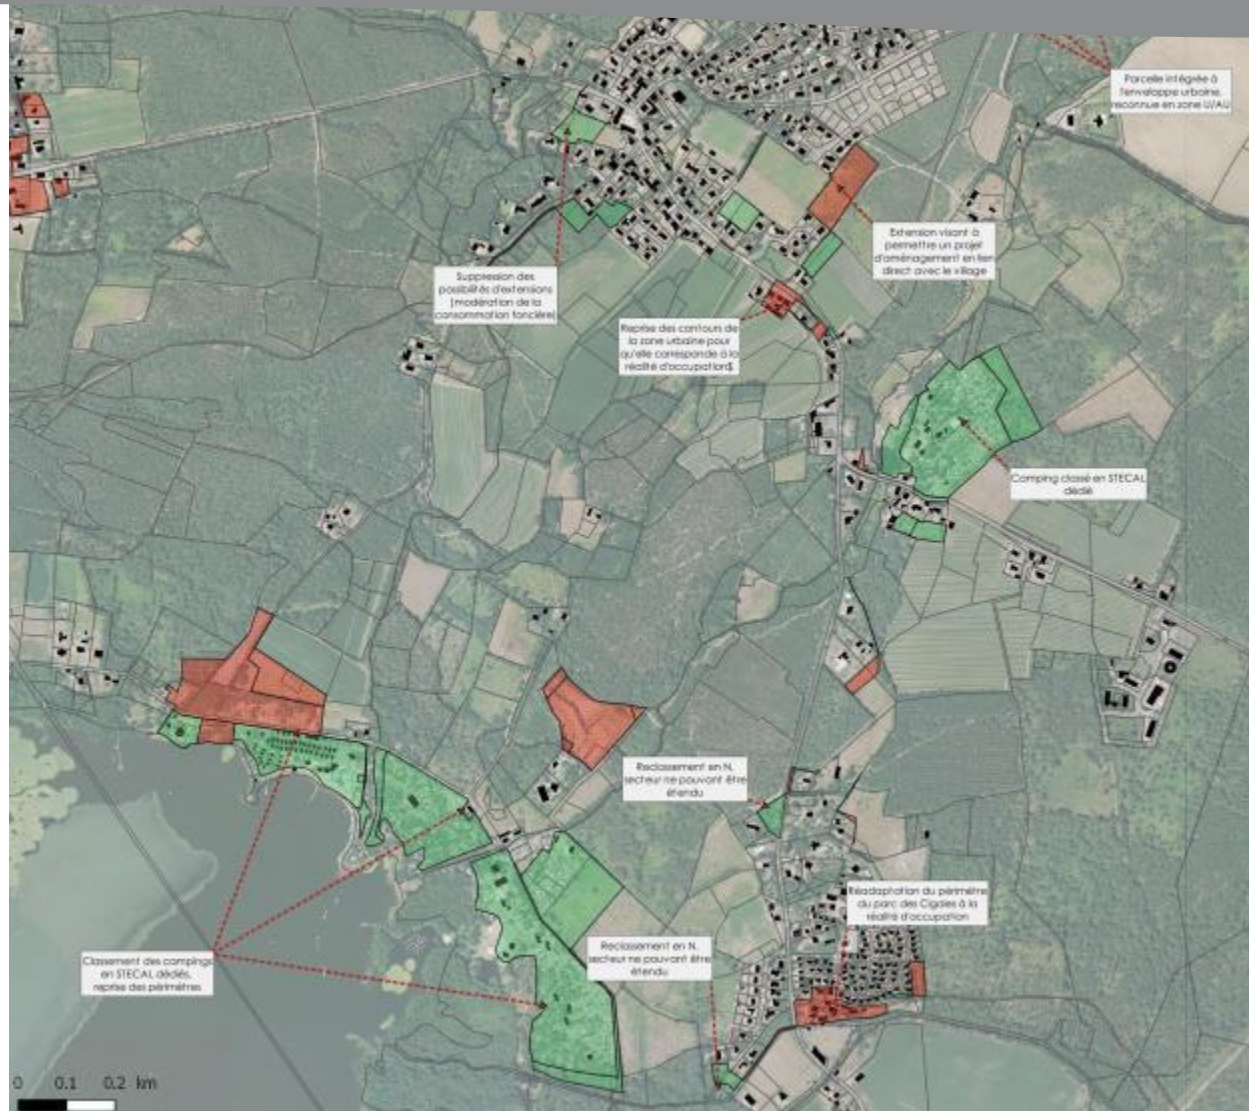 Parcelle intégrée à
l'enveloppe urbaine,
reconnue en zone U/AU
Extension visant à
permettre un projet
d'aménagement en lien
direct avec le village
Suppression des
possibilités d'extensions
(modération de la
consommation foncière)
Reprise des contours de
la zone urbaine pour
qu'elle corresponde à la
réalité d'occupation$
Camping classé en STECAL
dédié
Reclassement en N,
secteur ne pouvant être
étendu
Réadaptation du périmètre
du parc des Cigales à la
réalité d'occupation
Reclassement en N,
secteur ne pouvant être
étendu
Classement des campings
en STECAL dédiés,
reprise des périmètres
0 0.1 0.2 km